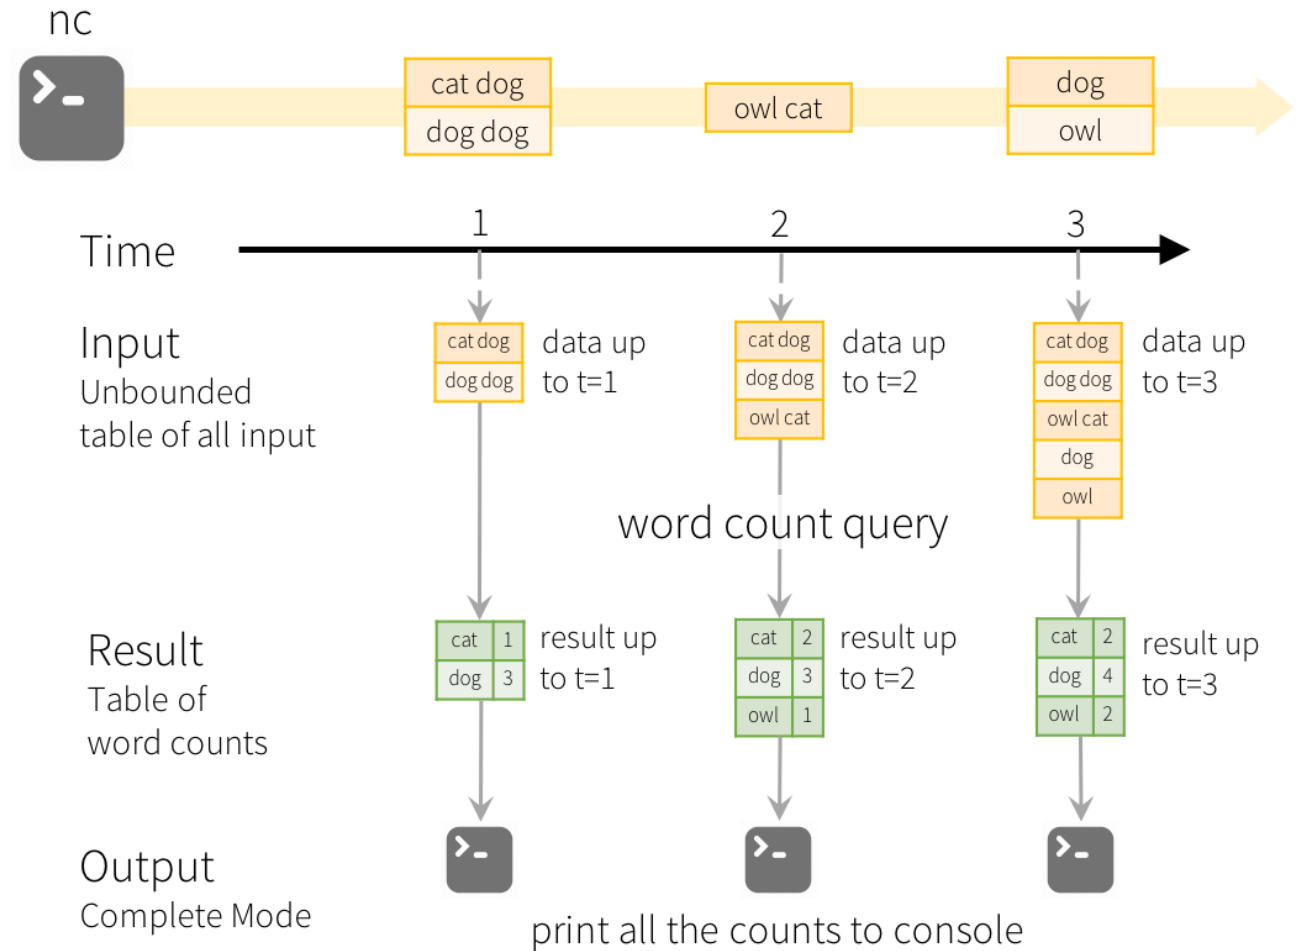 nc
cat dog
dog dog
owl cat
dog
owl
Time
1
2
3
Input
Unbounded
table of all input
cat dog
dog dog
data up
to t=1
cat dog
dog dog
owl cat
data up
to t=2
cat dog
dog dog
owl cat
dog
owl
data up
to t=3
word count query
Result
Table of
word counts
cat 1
dog 3
result up
to t=1
cat 2
dog 3
owl 1
result up
to t=2
cat 2
dog 4
owl 2
result up
to t=3
Output
Complete Mode
print all the counts to console